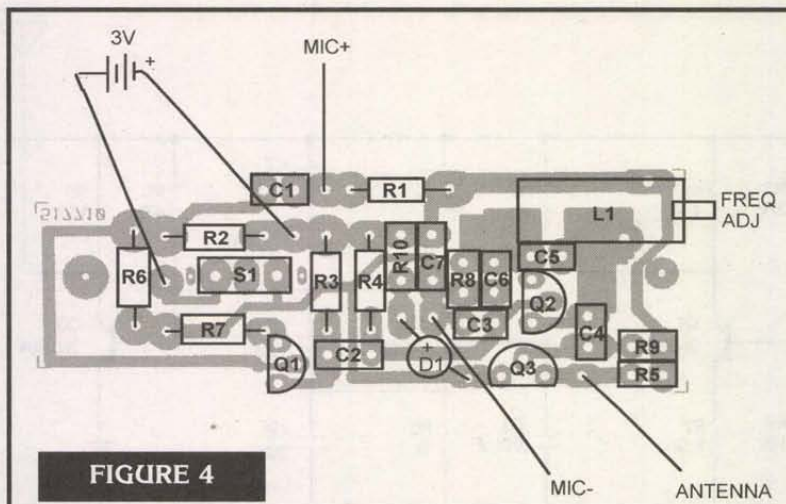 3V
+
MIC+
C1
R1
L1
FREQ
ADJ
R2
R10
C7
C5
R6
S1
R3
R4
R8
C6
Q2
R7
C3
C4
Q1
C2
+
D1
Q3
R9
R5
FIGURE 4
MIC-
ANTENNA